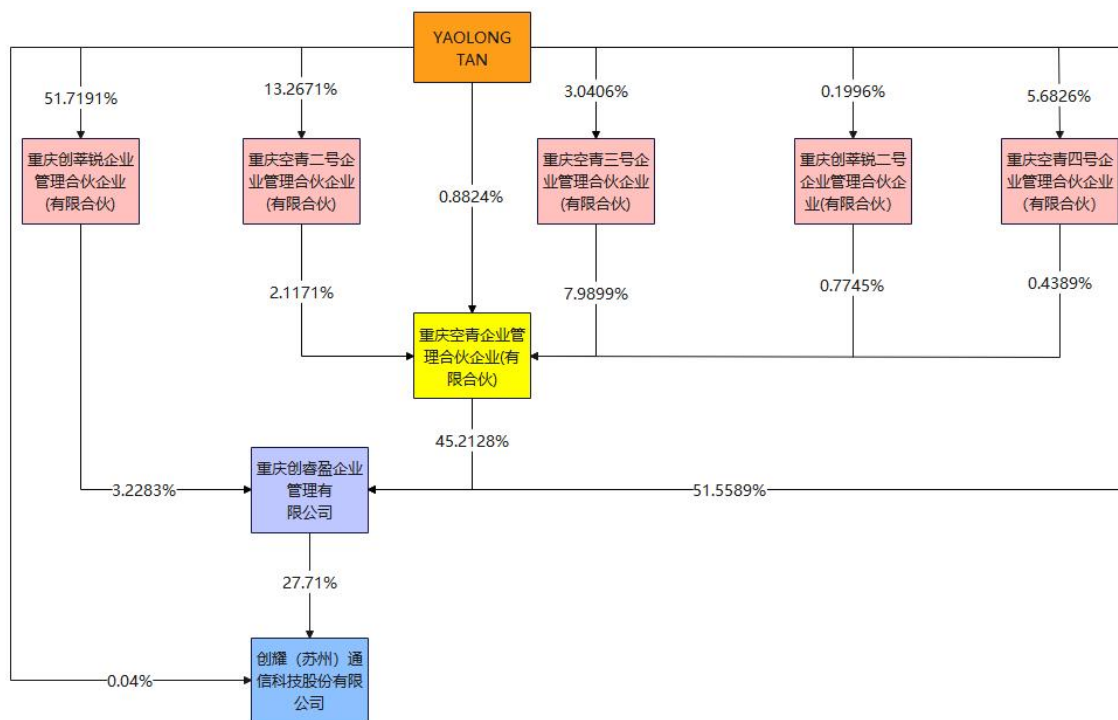 YAOLONG
TAN
51.7191%
13.2671%
3.0406%
0.1996%
5.6826%
重庆创莘锐企业
管理合伙企业
(有限合伙)
重庆空青二号企
业管理合伙企业
(有限合伙)
0.8824%
重庆空青三号企
业管理合伙企业
(有限合伙)
重庆创莘锐二号
企业管理合伙企
业(有限合伙）
重庆空青四号企
业管理合伙企业
（有限合伙）
2.1171%
7.9899%
0.7745%
0.4389%
重庆空青企业管
理合伙企业(有
限合伙)
45.2128%
重庆创睿盈企业
管理有
限公司
3.2283%
51.5589%
27.71%
创耀（苏州）通
信科技股份有限
公司
0.04%